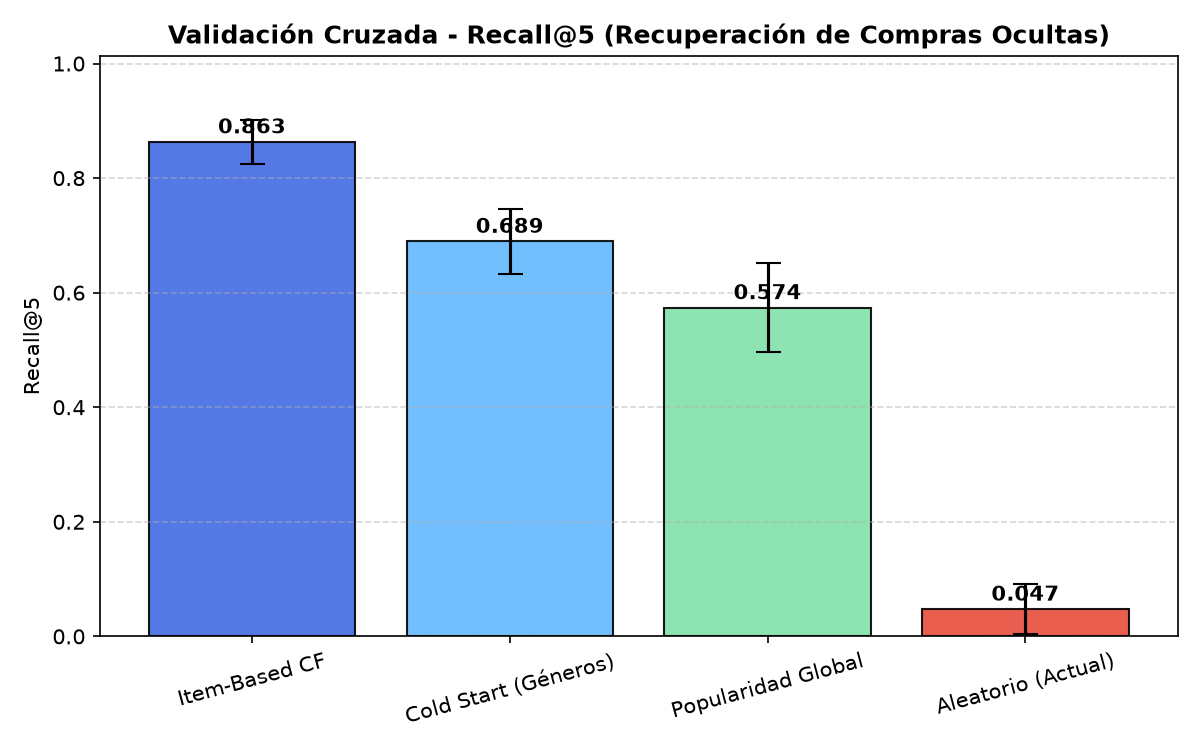 Validación Cruzada - Recall@5 (Recuperación de Compras Ocultas)
Recall@5
1.0
0.8
0.6
0.4
0.2
0.0
0.863
0.689
0.574
0.047
Item-Based CF
Cold Start (Géneros)
Popularidad Global
Aleatorio (Actual)